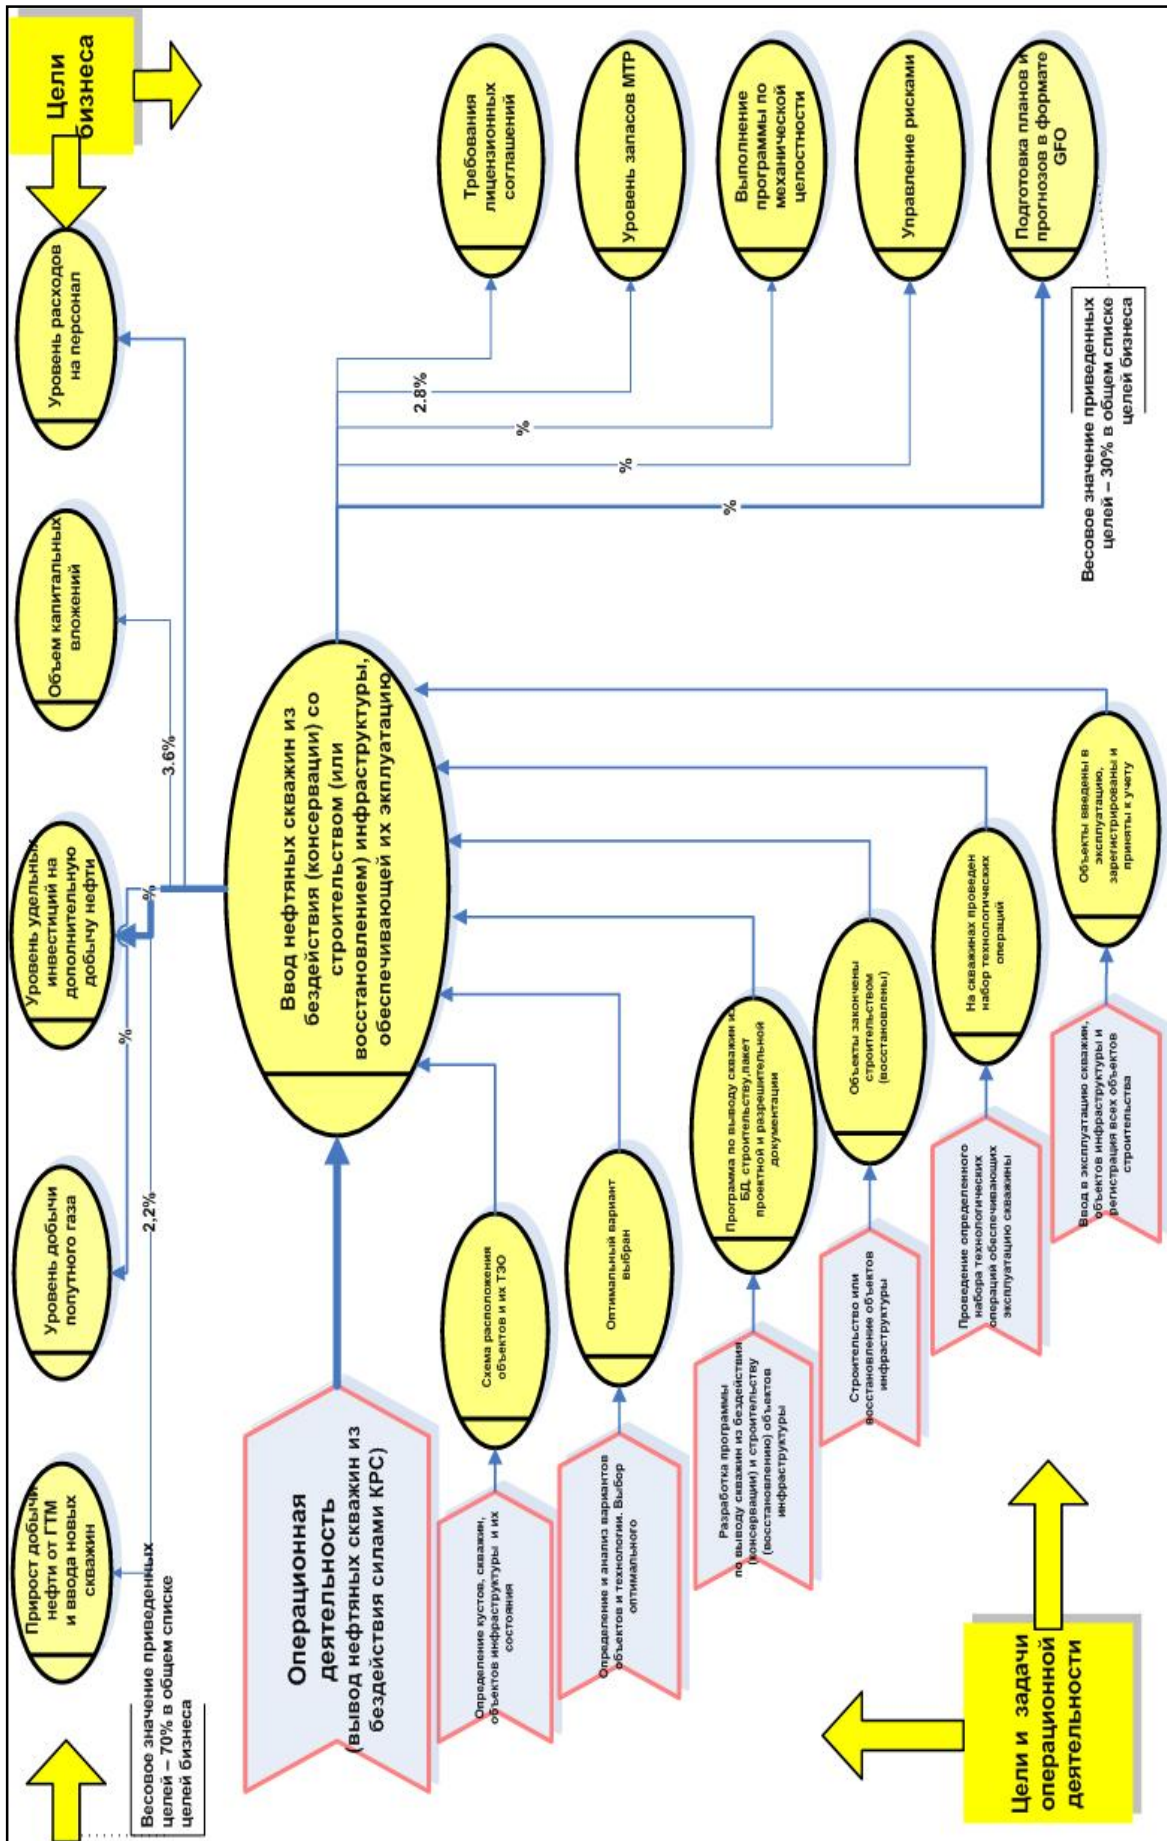 Цели
бизнеса
Прирост добычи
нефти от ГТМ
и ввода новых
скважин
Уровень добычи
попутного газа
Уровень удельных
инвестиций на
дополнительную
добычу нефти
Объем капитальных
вложений
Уровень расходов
на персонал
Весовое значение приведенных
целей – 70% в общем списке
целей бизнеса
2,2%
%
%
3.6%
Операционная
деятельность
(вывод нефтяных скважин из
бездействия силами КРС)
Ввод нефтяных скважин из
бездействия (консервации) со
строительством (или
восстановлением) инфраструктуры,
обеспечивающей их экплуатацию
Требования
лицензионных
соглашений
Уровень запасов МТР
Выполнение
программы по
механической
целостности
Управление рисками
Подготовка планов и
прогнозов в формате
GFO
2.8%
%
%
%
Весовое значение приведенных
целей – 30% в общем списке
целей бизнеса
Определение кустов, скважин,
объектов инфраструктуры и их
состояния
Схема расположения
объектов и их ТЭО
Определение и анализ вариантов
объектов и технологии. Выбор
оптимального
Оптимальный вариант
выбран
Разработка программы
по выводу скважин из бездействия
(консервации) и строительству
(восстановлению) объектов
инфраструктуры
Программа по выводу скважин из
БД, строительству,пакет
проектной и разрешительной
документации
Строительство или
восстановление объектов
инфраструктуры
Объекты закончены
строительством
(восстановлены)
Проведение определенного
набора технологических
операций обеспечивающих
эксплуатацию скважины
На скважинах проведен
набор технологических
операций
Ввод в эксплуатацию скважин,
объектов инфраструктуры и
регистрация всех объектов
строительства
Объекты введены в
эксплуатацию,
зарегистрированы и
приняты к учету
Цели и задачи
операционной
деятельности